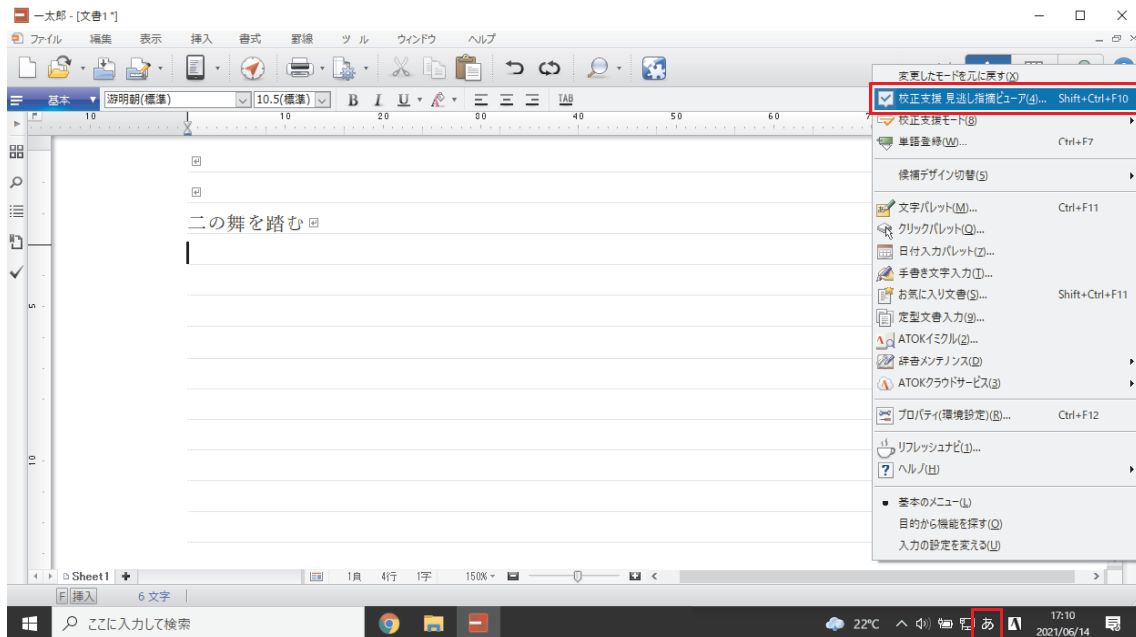 一太郎 - [文書1 *]
ファイル 編集 表示 挿入 書式 罫線 ツール ウィンドウ ヘルプ
基本 游明朝(標準) 10.5(標準) B I U TAB
10 10 20 30 40 50 60 7
二の舞を踏む
5
10
変更したモードを元に戻す(X)
校正支援 見逃し指摘ビューア(4)... Shift+Ctrl+F10
校正支援モード(8)
単語登録(W)... Ctrl+F7
候補デザイン切替(5)
文字パレット(M)... Ctrl+F11
クリックパレット(Q)...
日付入力パレット(Z)...
手書き文字入力(T)...
お気に入り文書(S)... Shift+Ctrl+F11
定型文書入力(9)...
ATOKイミクル(2)...
辞書メンテナンス(D)
ATOKクラウドサービス(3)
プロパティ(環境設定)(R)... Ctrl+F12
リフレッシュナビ(1)...
ヘルプ(H)
基本のメニュー(L)
目的から機能を探す(O)
入力の設定を変える(U)
Sheet1 1頁 4行 1字 150%
F 挿入 6 文字
ここに入力して検索 22°C あ 17:10
2021/06/14